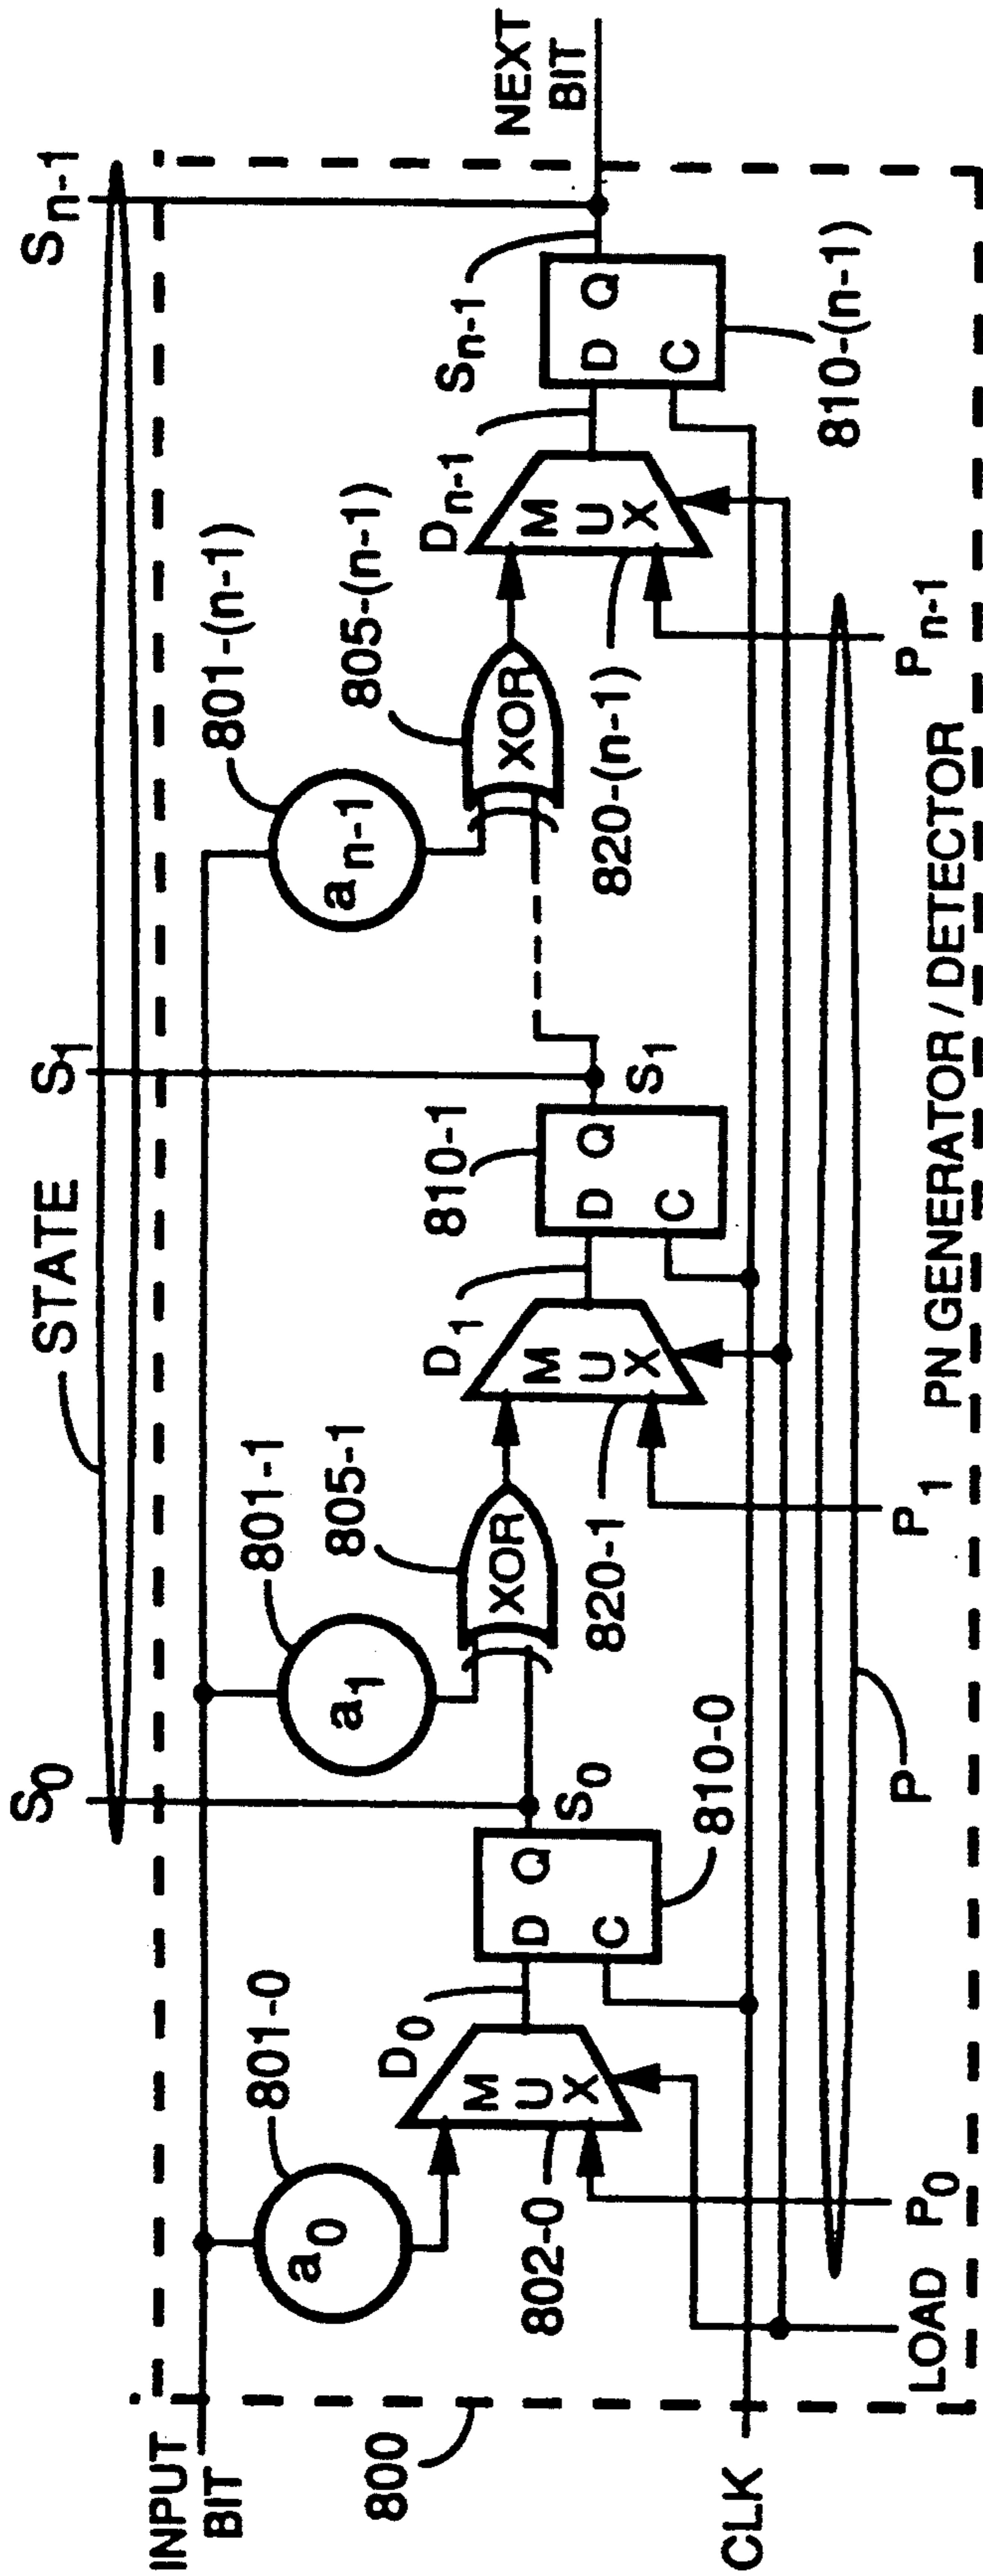 STATE
S0
S1
Sn-1
INPUT
BIT
801-0
a0
801-1
a1
805-1
XOR
801-(n-1)
an-1
805-(n-1)
XOR
NEXT
BIT
800
802-0
MUX
D0
D Q
C
S0
810-0
820-1
MUX
D1
D Q
C
810-1
S1
820-(n-1)
MUX
Dn-1
D Q
C
Sn-1
810-(n-1)
CLK
LOAD
P0
P
P1
PN GENERATOR / DETECTOR
Pn-1